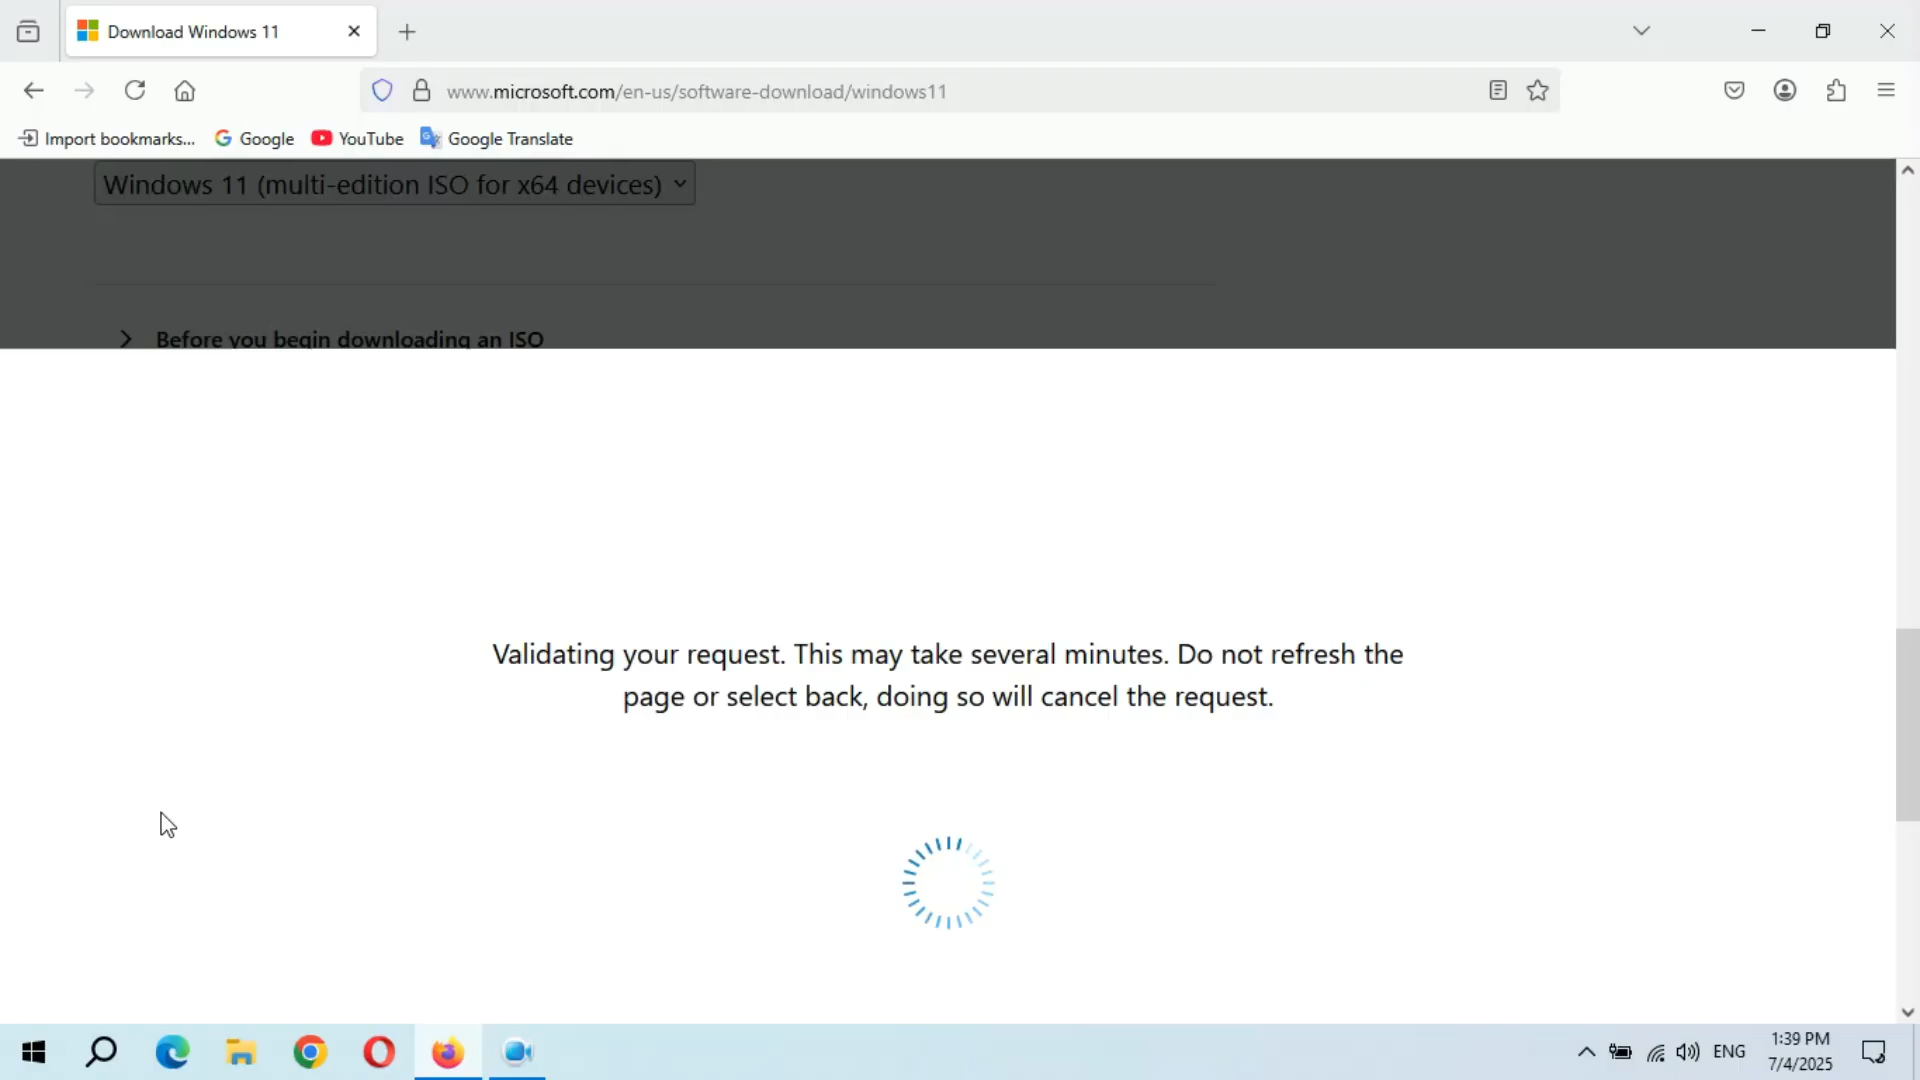 Download Windows 11
www.microsoft.com/en-us/software-download/windows11
Import bookmarks... Google YouTube Google Translate
Windows 11 (multi-edition ISO for x64 devices)
Before you begin downloading an ISO
Validating your request. This may take several minutes. Do not refresh the
page or select back, doing so will cancel the request.
ENG
1:39 PM
7/4/2025